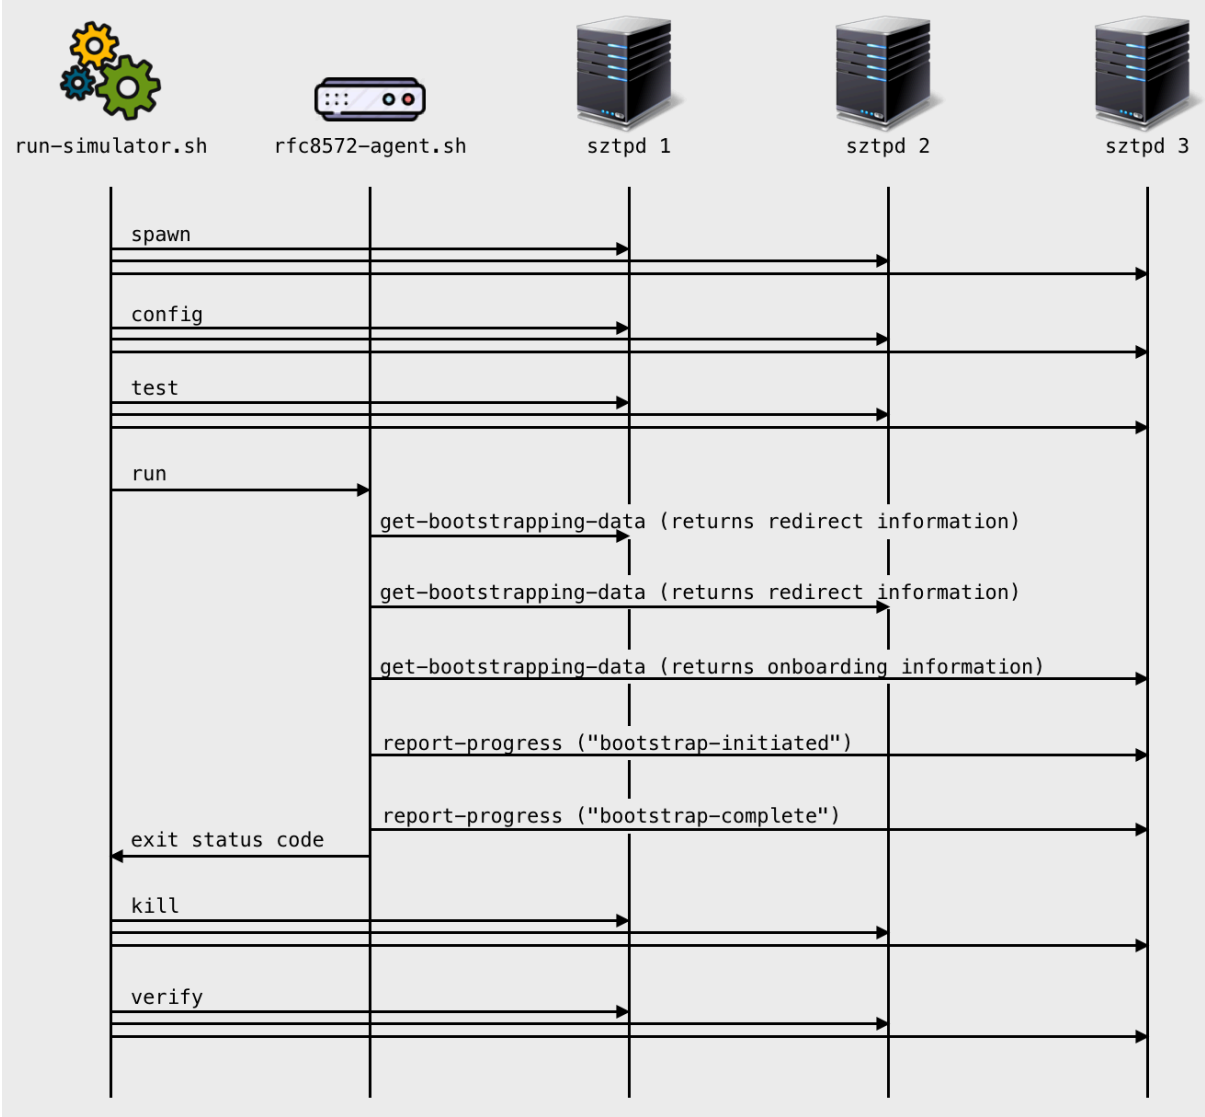 run-simulator.sh
rfc8572-agent.sh
sztpd 1
sztpd 2
sztpd 3
spawn
config
test
run
get-bootstrapping-data (returns redirect information)
get-bootstrapping-data (returns redirect information)
get-bootstrapping-data (returns onboarding information)
report-progress ("bootstrap-initiated")
report-progress ("bootstrap-complete")
exit status code
kill
verify